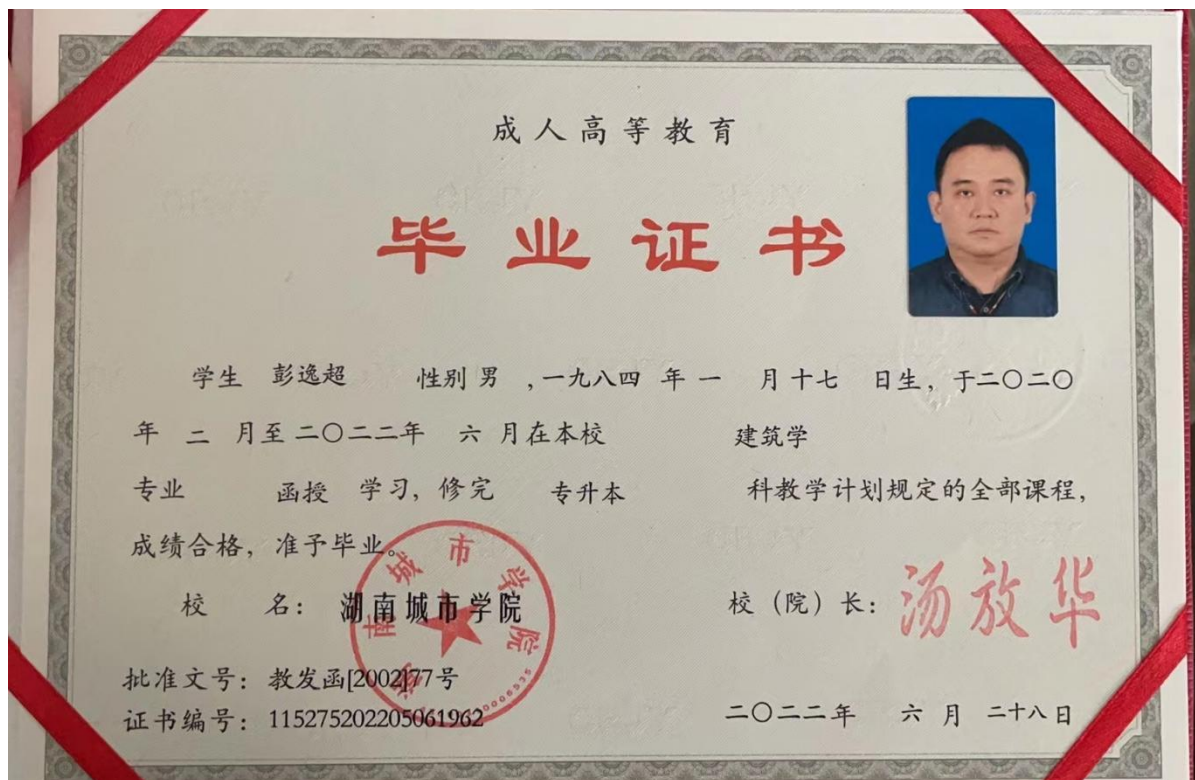 成人高等教育
毕业证书
学生 彭逸超 性别 男 ,一九八四 年 一 月十七 日生, 于二〇二〇
年 二 月至二〇二二年 六 月在本校 建筑学
专业 函授 学习, 修完 专升本 科教学计划规定的全部课程,
成绩合格, 准予毕业。
校 名: 湖南城市学院 校(院)长: 汤放华
批准文号: 教发函[2002]77号
证书编号: 115275202205061962 二〇二二年 六 月 二十八日